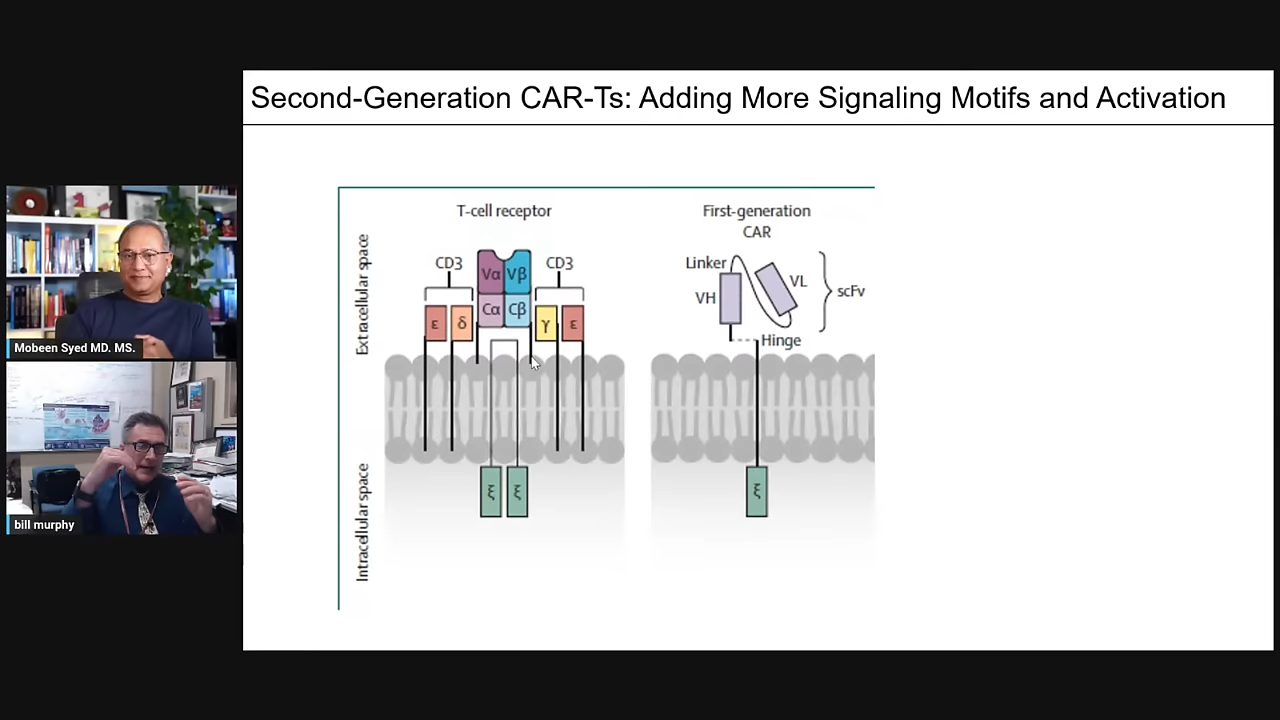 Second-Generation CAR-Ts: Adding More Signaling Motifs and Activation
T-cell receptor
First-generation
CAR
Extracellular space
CD3
Vα
Vβ
CD3
Cα
Cβ
ε
δ
γ
ε
Linker
VH
VL
scFv
Hinge
Intracellular space
ξ
ξ
ξ
Mobeen Syed MD. MS.
bill murphy